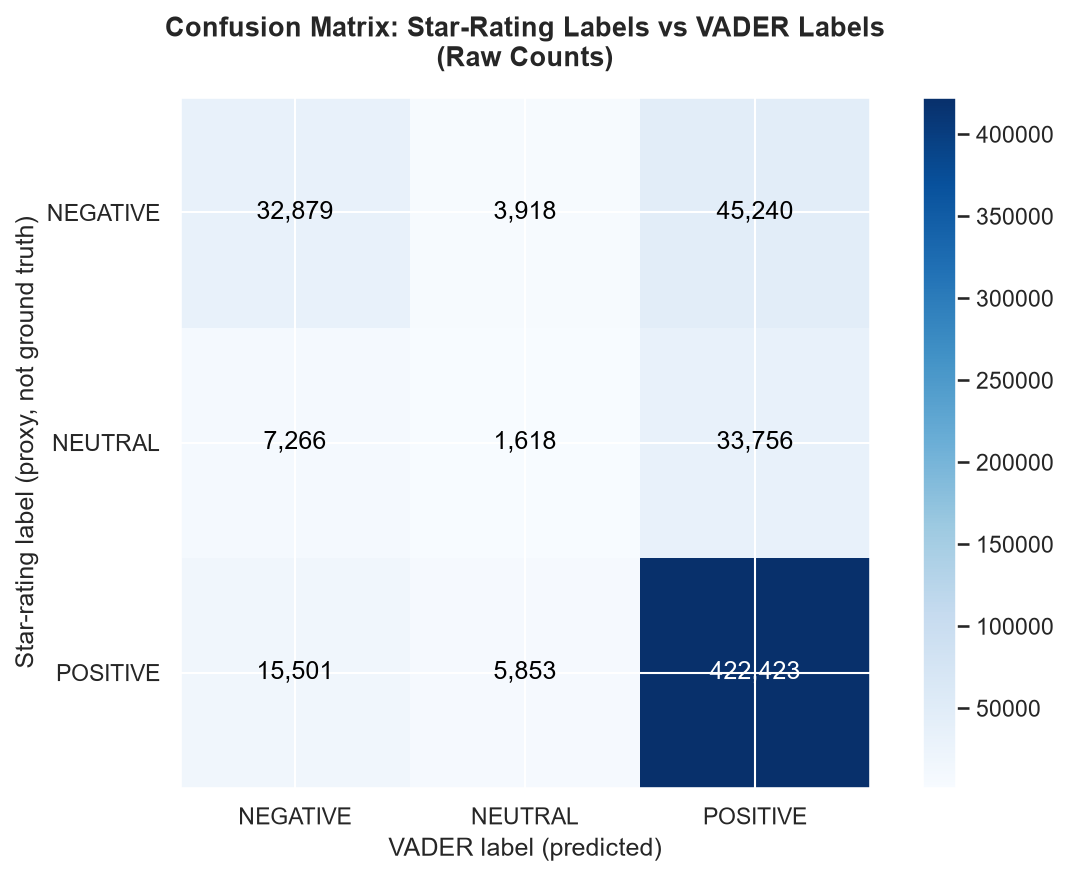 Confusion Matrix: Star-Rating Labels vs VADER Labels
(Raw Counts)
Star-rating label (proxy, not ground truth)
NEGATIVE 32,879 3,918 45,240
NEUTRAL 7,266 1,618 33,756
POSITIVE 15,501 5,853 422,423
NEGATIVE NEUTRAL POSITIVE
VADER label (predicted)
400000
350000
300000
250000
200000
150000
100000
50000